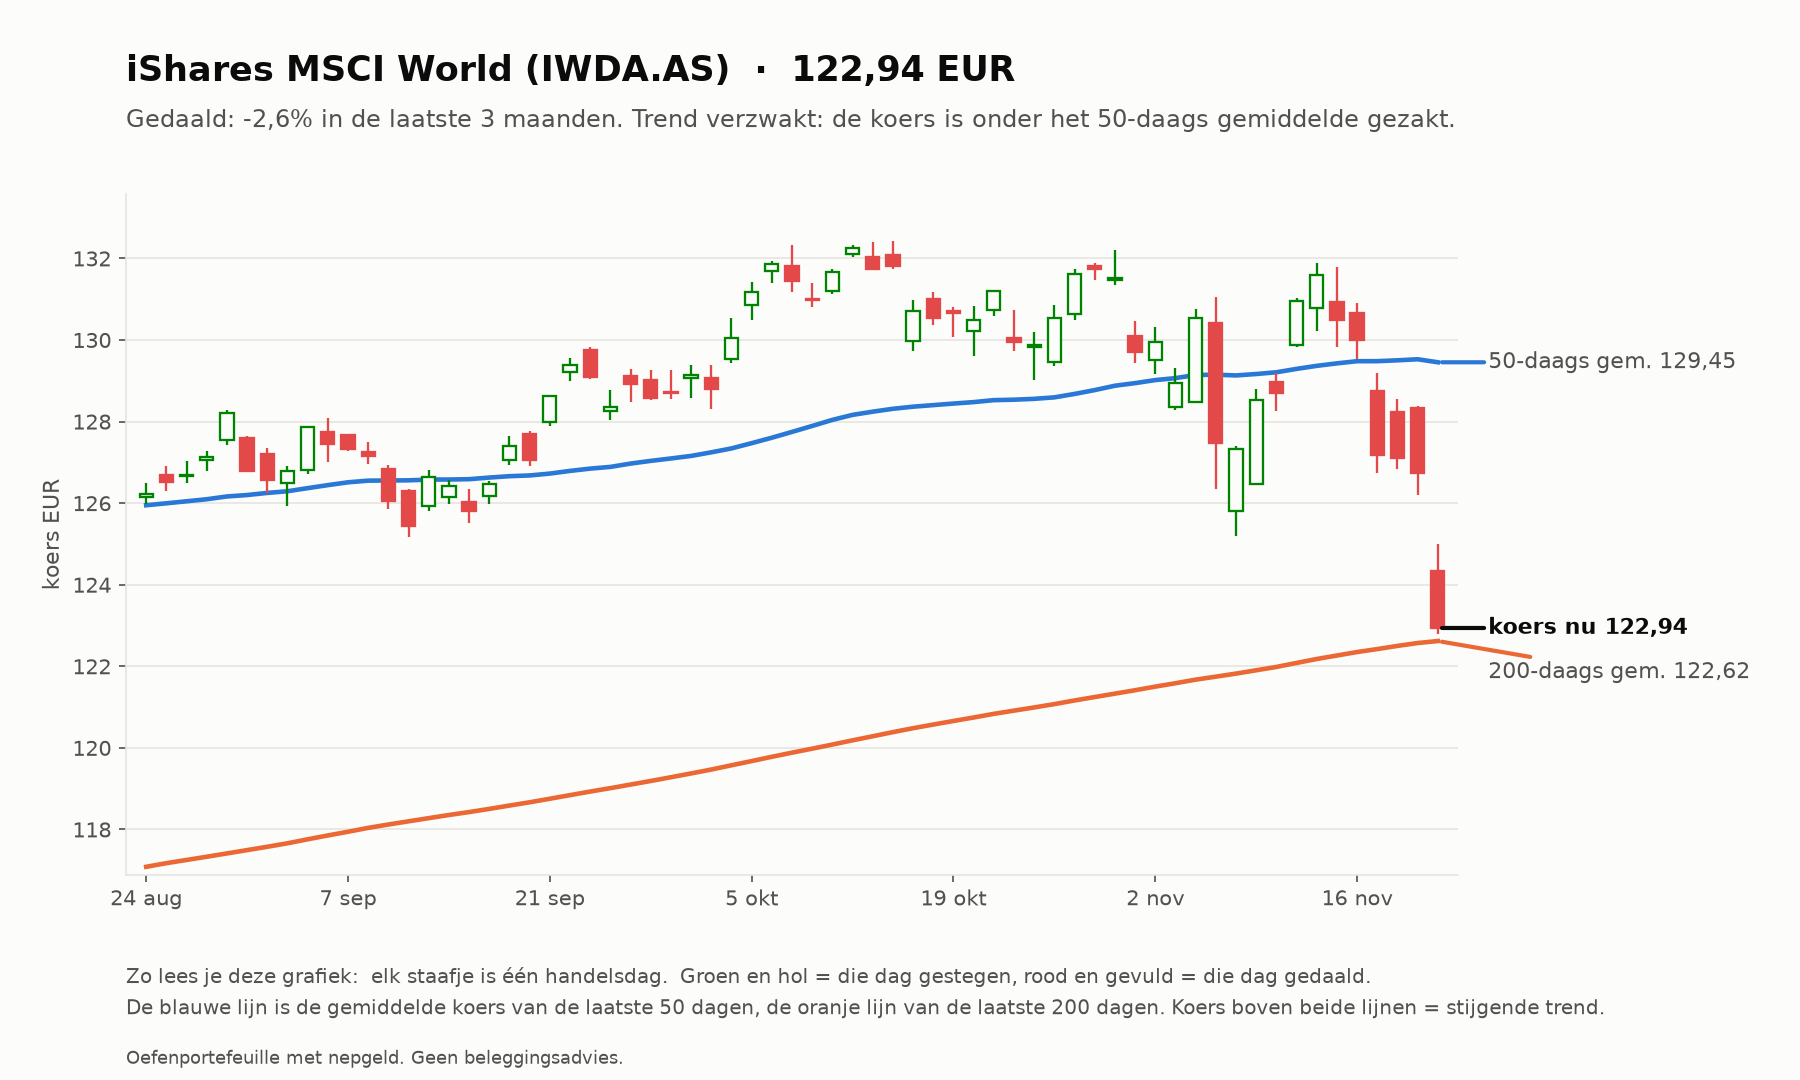 iShares MSCI World (IWDA.AS)  ·  122,94 EUR
Gedaald: -2,6% in de laatste 3 maanden. Trend verzwakt: de koers is onder het 50-daags gemiddelde gezakt.
koers EUR
132
130
128
126
124
122
120
118
50-daags gem. 129,45
koers nu 122,94
200-daags gem. 122,62
24 aug
7 sep
21 sep
5 okt
19 okt
2 nov
16 nov
Zo lees je deze grafiek:  elk staafje is één handelsdag.  Groen en hol = die dag gestegen, rood en gevuld = die dag gedaald.
De blauwe lijn is de gemiddelde koers van de laatste 50 dagen, de oranje lijn van de laatste 200 dagen. Koers boven beide lijnen = stijgende trend.
Oefenportefeuille met nepgeld. Geen beleggingsadvies.